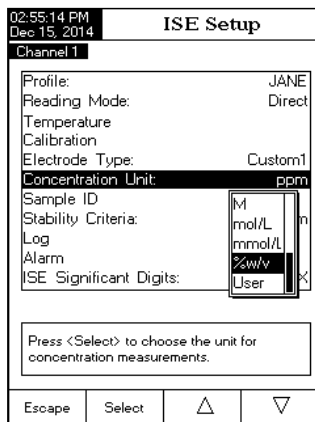 02:55:14 PM
Dec 15, 2014
ISE Setup
Channel 1
Profile: JANE
Reading Mode: Direct
Temperature
Calibration
Electrode Type: Custom1
Concentration Unit: ppm
Sample ID
M
Stability Criteria:
mol/L
Log
mmol/L
Alarm
%w/v
ISE Significant Digits: X
User
Press <Select> to choose the unit for
concentration measurements.
Escape Select